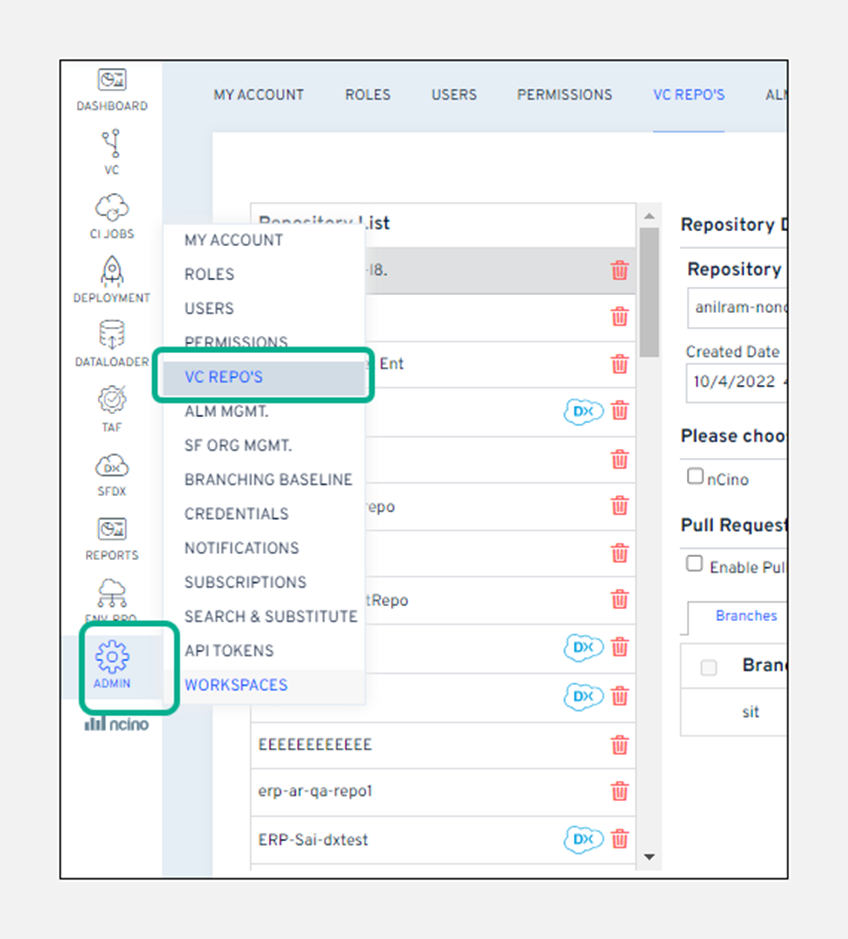 DASHBOARD
VC
CI JOBS
DEPLOYMENT
DATALOADER
TAF
DX
SFDX
REPORTS
ENV PRO
ADMIN
ncino
MY ACCOUNT ROLES USERS PERMISSIONS VC REPO'S ALM
MY ACCOUNT
ROLES
USERS
PERMISSIONS
VC REPO'S
ALM MGMT.
SF ORG MGMT.
BRANCHING BASELINE
CREDENTIALS
NOTIFICATIONS
SUBSCRIPTIONS
SEARCH & SUBSTITUTE
API TOKENS
WORKSPACES
Repository List
-I8.
Ent
DX
repo
tRepo
DX
DX
EEEEEEEEEEEE
erp-ar-qa-repo1
ERP-Sai-dxtest DX
Repository D
Repository
anilram-nond
Created Date
10/4/2022
Please choo
nCino
Pull Request
Enable Pul
Branches
Bran
sit